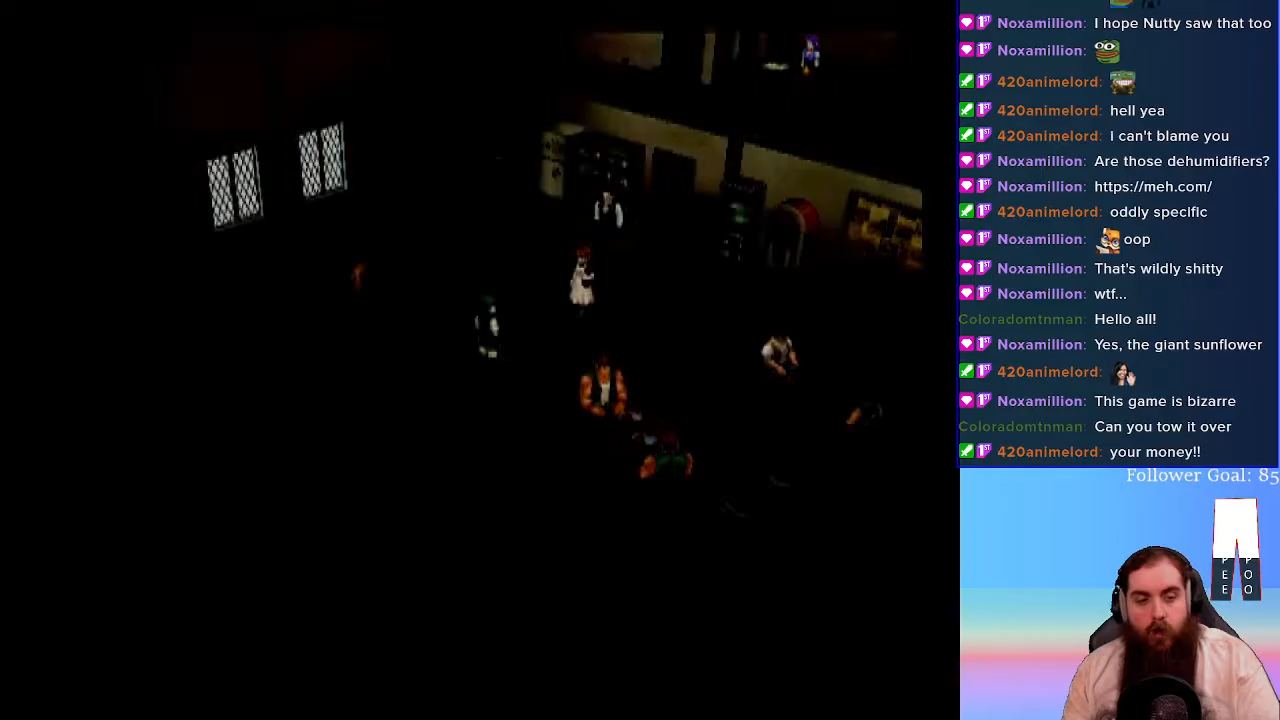 Noxamillion: I hope Nutty saw that too
Noxamillion:
420animelord:
420animelord: hell yea
420animelord: I can't blame you
Noxamillion: Are those dehumidifiers?
Noxamillion: https://meh.com/
420animelord: oddly specific
Noxamillion: oop
Noxamillion: That's wildly shitty
Noxamillion: wtf...
Coloradomtnman: Hello all!
Noxamillion: Yes, the giant sunflower
420animelord:
Noxamillion: This game is bizarre
Coloradomtnman: Can you tow it over
420animelord: your money!!
Follower Goal: 85
P P
E O
E O